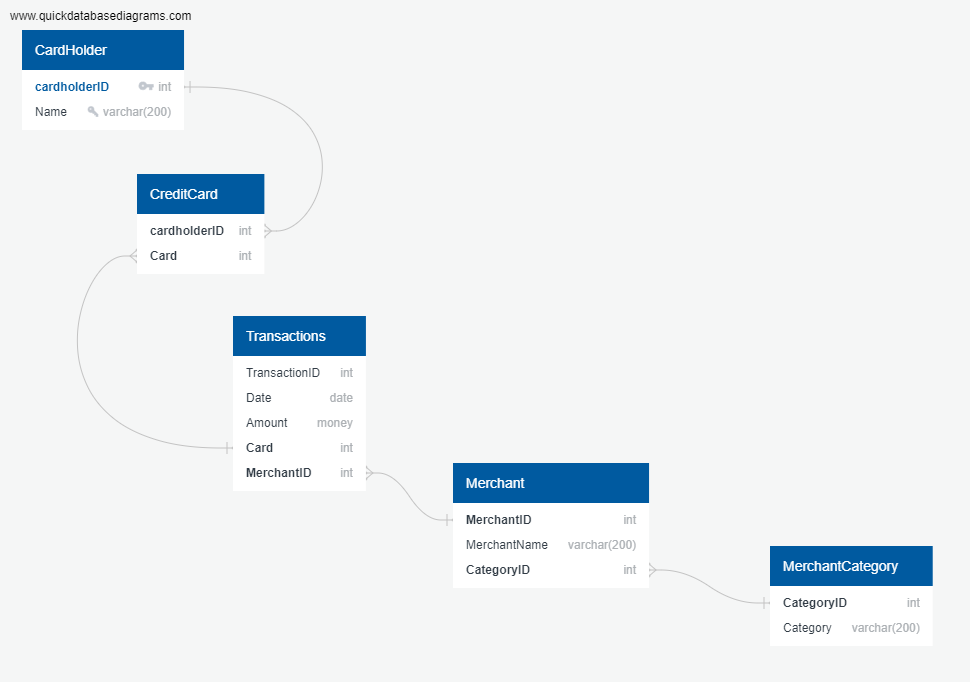 www.quickdatabasediagrams.com
CardHolder
cardholderID int
Name varchar(200)
CreditCard
cardholderID int
Card int
Transactions
TransactionID int
Date date
Amount money
Card int
MerchantID int
Merchant
MerchantID int
MerchantName varchar(200)
CategoryID int
MerchantCategory
CategoryID int
Category varchar(200)